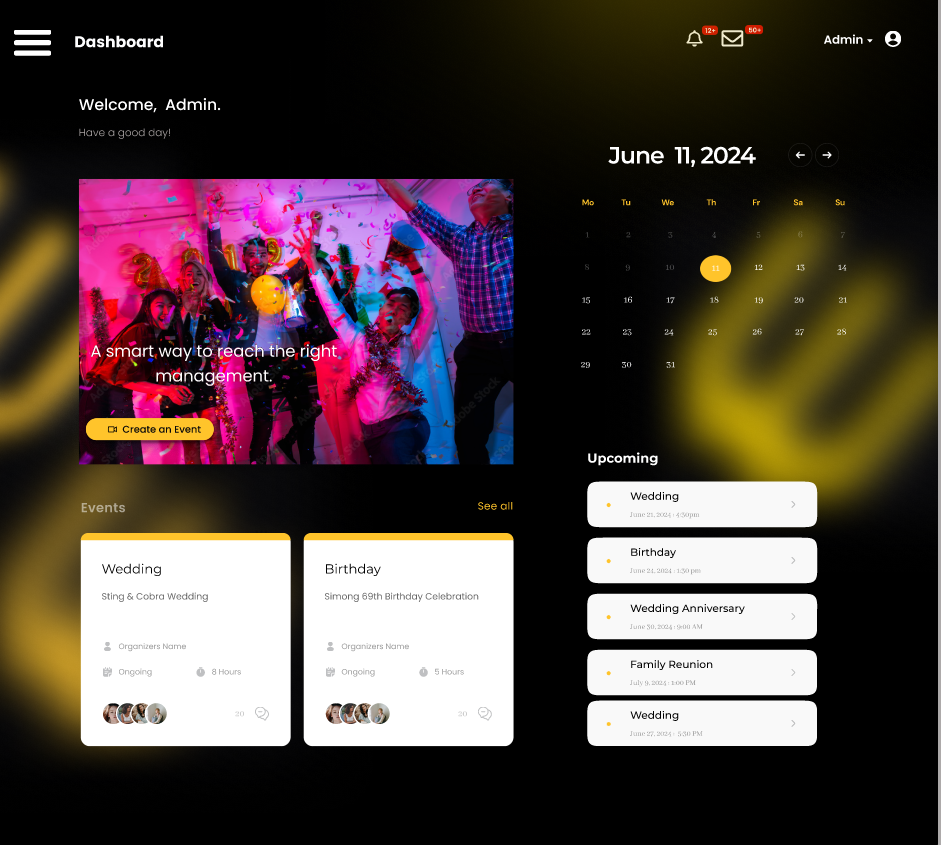 Dashboard
12+
50+
Admin
Welcome, Admin.
Have a good day!
A smart way to reach the right
management.
Create an Event
June 11, 2024
Mo Tu We Th Fr Sa Su
1 2 3 4 5 6 7
8 9 10 11 12 13 14
15 16 17 18 19 20 21
22 23 24 25 26 27 28
29 30 31
Events
See all
Wedding
Sting & Cobra Wedding
Organizers Name
Ongoing
8 Hours
20
Birthday
Simong 69th Birthday Celebration
Organizers Name
Ongoing
5 Hours
20
Upcoming
Wedding
June 21, 2024 · 4:30pm
Birthday
June 24, 2024 · 1:30 pm
Wedding Anniversary
June 30, 2024 · 9:00 AM
Family Reunion
July 9, 2024 · 1:00 PM
Wedding
June 27, 2024 · 5:30 PM
Adobe Stock